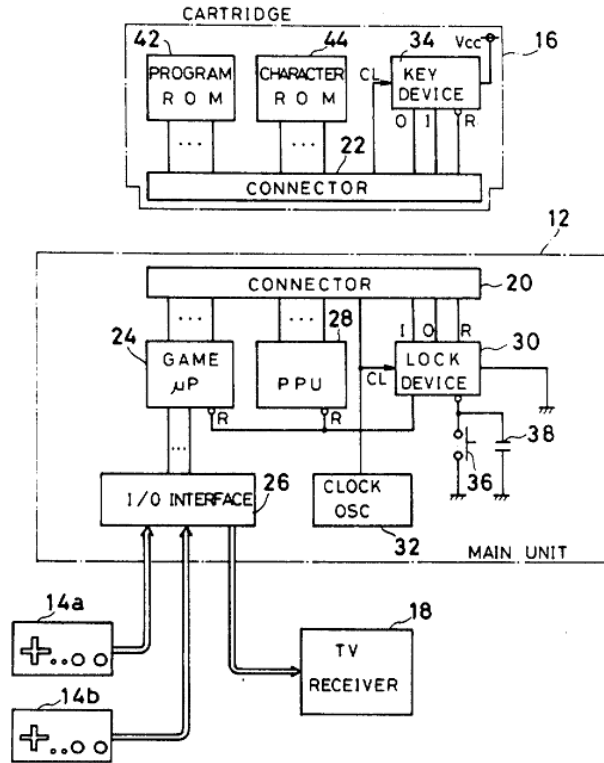 CARTRIDGE
42
44
34
Vcc
16
PROGRAM
ROM
CHARACTER
ROM
CL
KEY
DEVICE
O I R
...
...
22
CONNECTOR
12
CONNECTOR
20
...
...
28
I O R
24
30
GAME
μP
PPU
CL
LOCK
DEVICE
R
R
38
...
36
I/O INTERFACE
26
CLOCK
OSC
32
MAIN UNIT
14a
18
14b
TV
RECEIVER